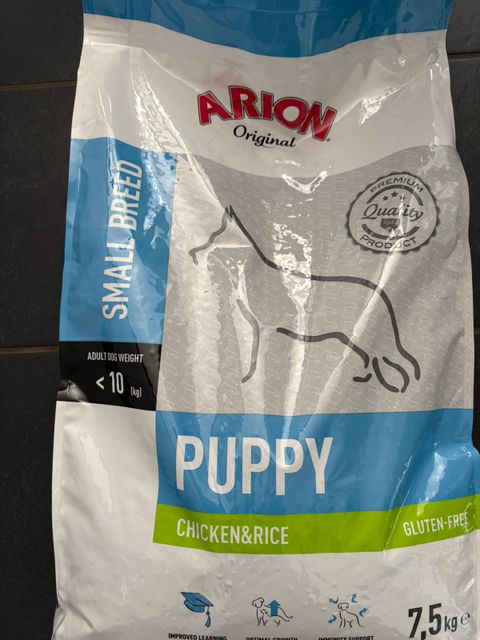 ARION
Original
PREMIUM
Quality
PRODUCT
SMALL BREED
ADULT DOG WEIGHT
< 10 (kg)
PUPPY
CHICKEN&RICE
GLUTEN-FREE
IMPROVED LEARNING
OPTIMAL GROWTH
IMMUNITY SUPPORT
7,5kg e